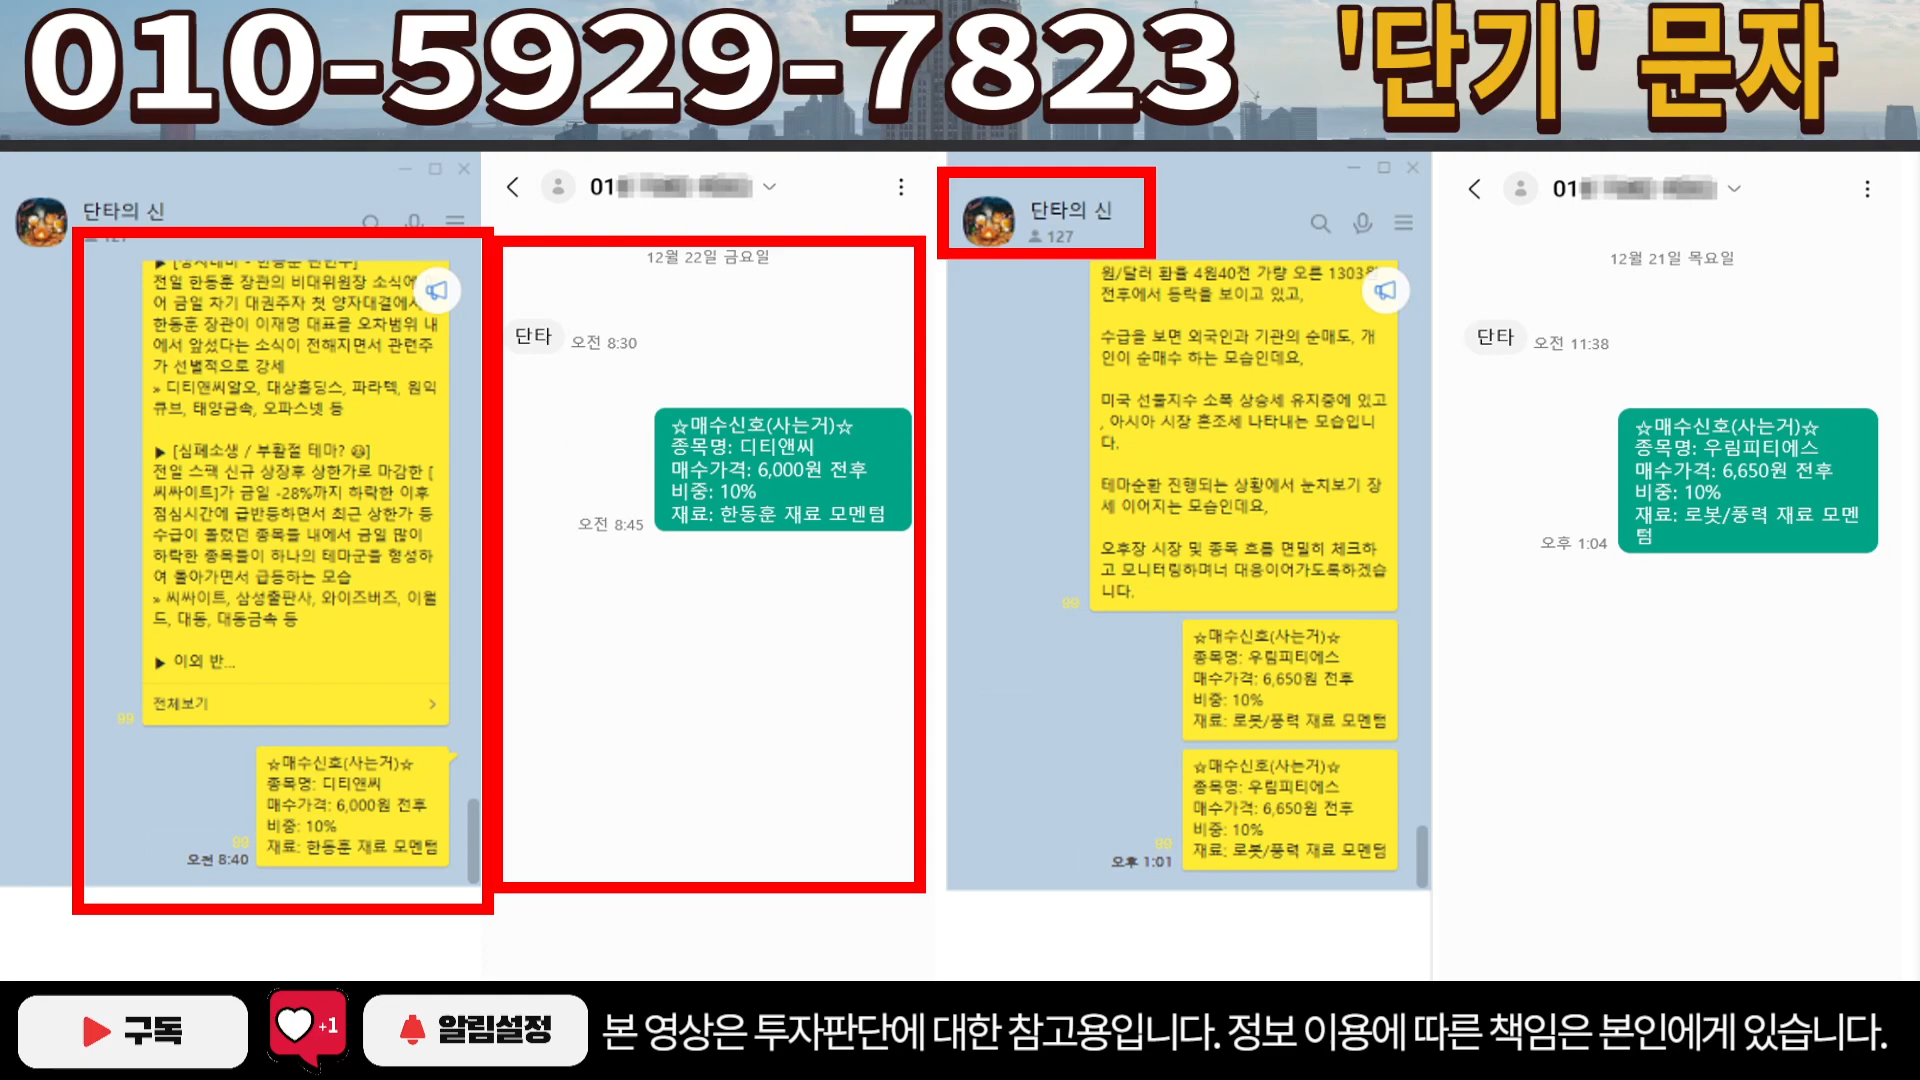 010-5929-7823 '단기' 문자
단타의 신
127
전일 한동훈 장관의 비대위원장 소식에
어 금일 차기 대권주자 첫 양자대결에서
한동훈 장관이 이재명 대표를 오차범위 내
에서 앞섰다는 소식이 전해지면서 관련주
가 선별적으로 강세
» 디티앤씨알오, 대상홀딩스, 파라텍, 원익
큐브, 태양금속, 오파스넷 등
▶ [심폐소생 / 부활절 테마? 😆]
전일 스팩 신규 상장후 상한가로 마감한 [
씨싸이트]가 금일 -28%까지 하락한 이후
점심시간에 급반등하면서 최근 상한가 등
수급이 몰렸던 종목들 내에서 금일 많이
하락한 종목들이 하나의 테마군을 형성하
여 돌아가면서 급등하는 모습
» 씨싸이트, 삼성출판사, 와이즈버즈, 이월
드, 대동, 대동금속 등
▶ 이외 반...
전체보기
99
☆매수신호(사는거)☆
종목명: 디티앤씨
매수가격: 6,000원 전후
비중: 10%
재료: 한동훈 재료 모멘텀
99
오전 8:40
01
12월 22일 금요일
단타
오전 8:30
☆매수신호(사는거)☆
종목명: 디티앤씨
매수가격: 6,000원 전후
비중: 10%
재료: 한동훈 재료 모멘텀
오전 8:45
단타의 신
127
원/달러 환율 4원40전 가량 오른 1303원
전후에서 등락을 보이고 있고,
수급을 보면 외국인과 기관의 순매도, 개
인이 순매수 하는 모습인데요,
미국 선물지수 소폭 상승세 유지중에 있고
, 아시아 시장 혼조세 나타내는 모습입니
다.
테마순환 진행되는 상황에서 눈치보기 장
세 이어지는 모습인데요,
오후장 시장 및 종목 흐름 면밀히 체크하
고 모니터링하며너 대응이어가도록하겠습
니다.
99
☆매수신호(사는거)☆
종목명: 우림피티에스
매수가격: 6,650원 전후
비중: 10%
재료: 로봇/풍력 재료 모멘텀
☆매수신호(사는거)☆
종목명: 우림피티에스
매수가격: 6,650원 전후
비중: 10%
재료: 로봇/풍력 재료 모멘텀
99
오후 1:01
01
12월 21일 목요일
단타
오전 11:38
☆매수신호(사는거)☆
종목명: 우림피티에스
매수가격: 6,650원 전후
비중: 10%
재료: 로봇/풍력 재료 모멘
텀
오후 1:04
구독
+1
알림설정
본 영상은 투자판단에 대한 참고용입니다. 정보 이용에 따른 책임은 본인에게 있습니다.